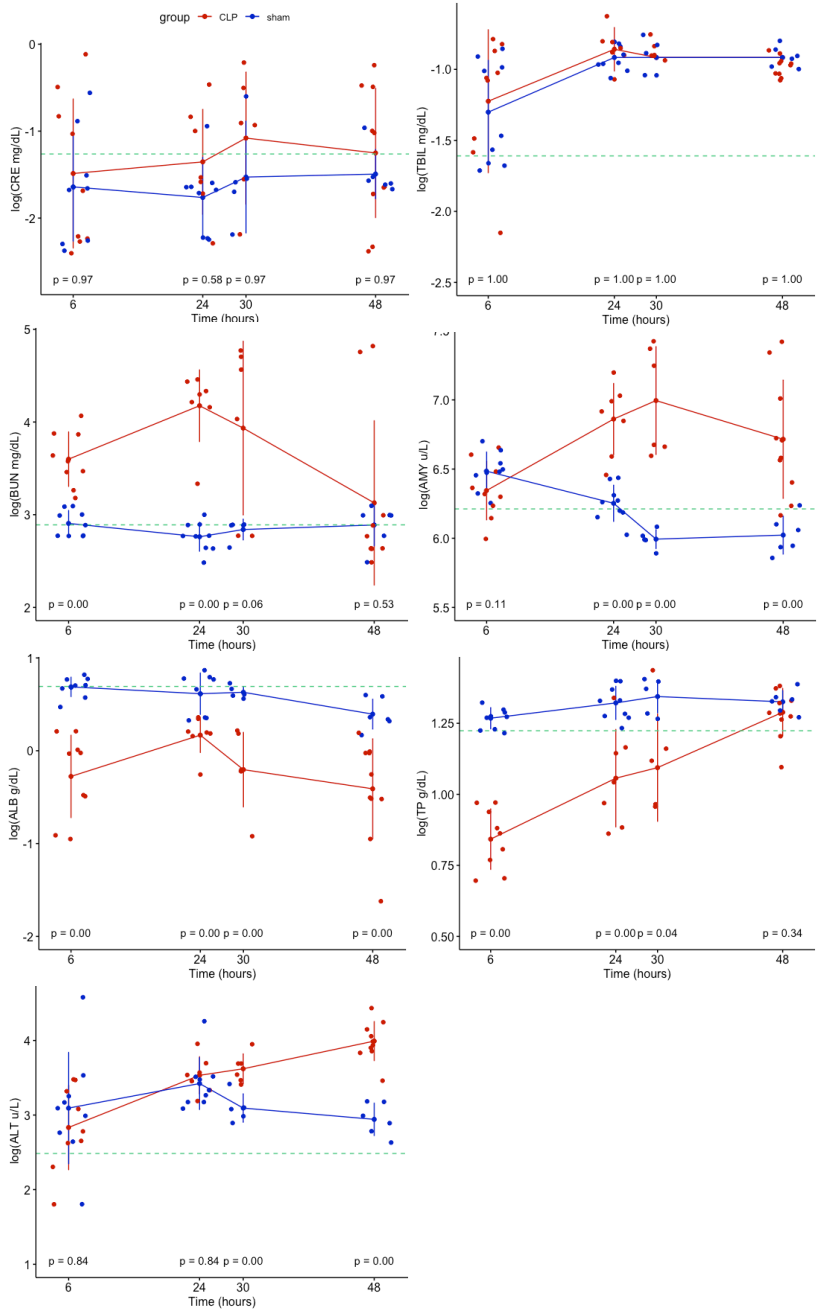 group CLP sham
log(CRE mg/dL)
0
-1
-2
p = 0.97 p = 0.58 p = 0.97 p = 0.97
6 24 30 48
Time (hours)
log(TBIL mg/dL)
-1.0
-1.5
-2.0
-2.5
p = 1.00 p = 1.00 p = 1.00 p = 1.00
6 24 30 48
Time (hours)
log(BUN mg/dL)
5
4
3
2
p = 0.00 p = 0.00 p = 0.06 p = 0.53
6 24 30 48
Time (hours)
log(AMY u/L)
7.5
7.0
6.5
6.0
5.5
p = 0.11 p = 0.00 p = 0.00 p = 0.00
6 24 30 48
Time (hours)
log(ALB g/dL)
1
0
-1
-2
p = 0.00 p = 0.00 p = 0.00 p = 0.00
6 24 30 48
Time (hours)
log(TP g/dL)
1.25
1.00
0.75
0.50
p = 0.00 p = 0.00 p = 0.04 p = 0.34
6 24 30 48
Time (hours)
log(ALT u/L)
4
3
2
1
p = 0.84 p = 0.84 p = 0.00 p = 0.00
6 24 30 48
Time (hours)